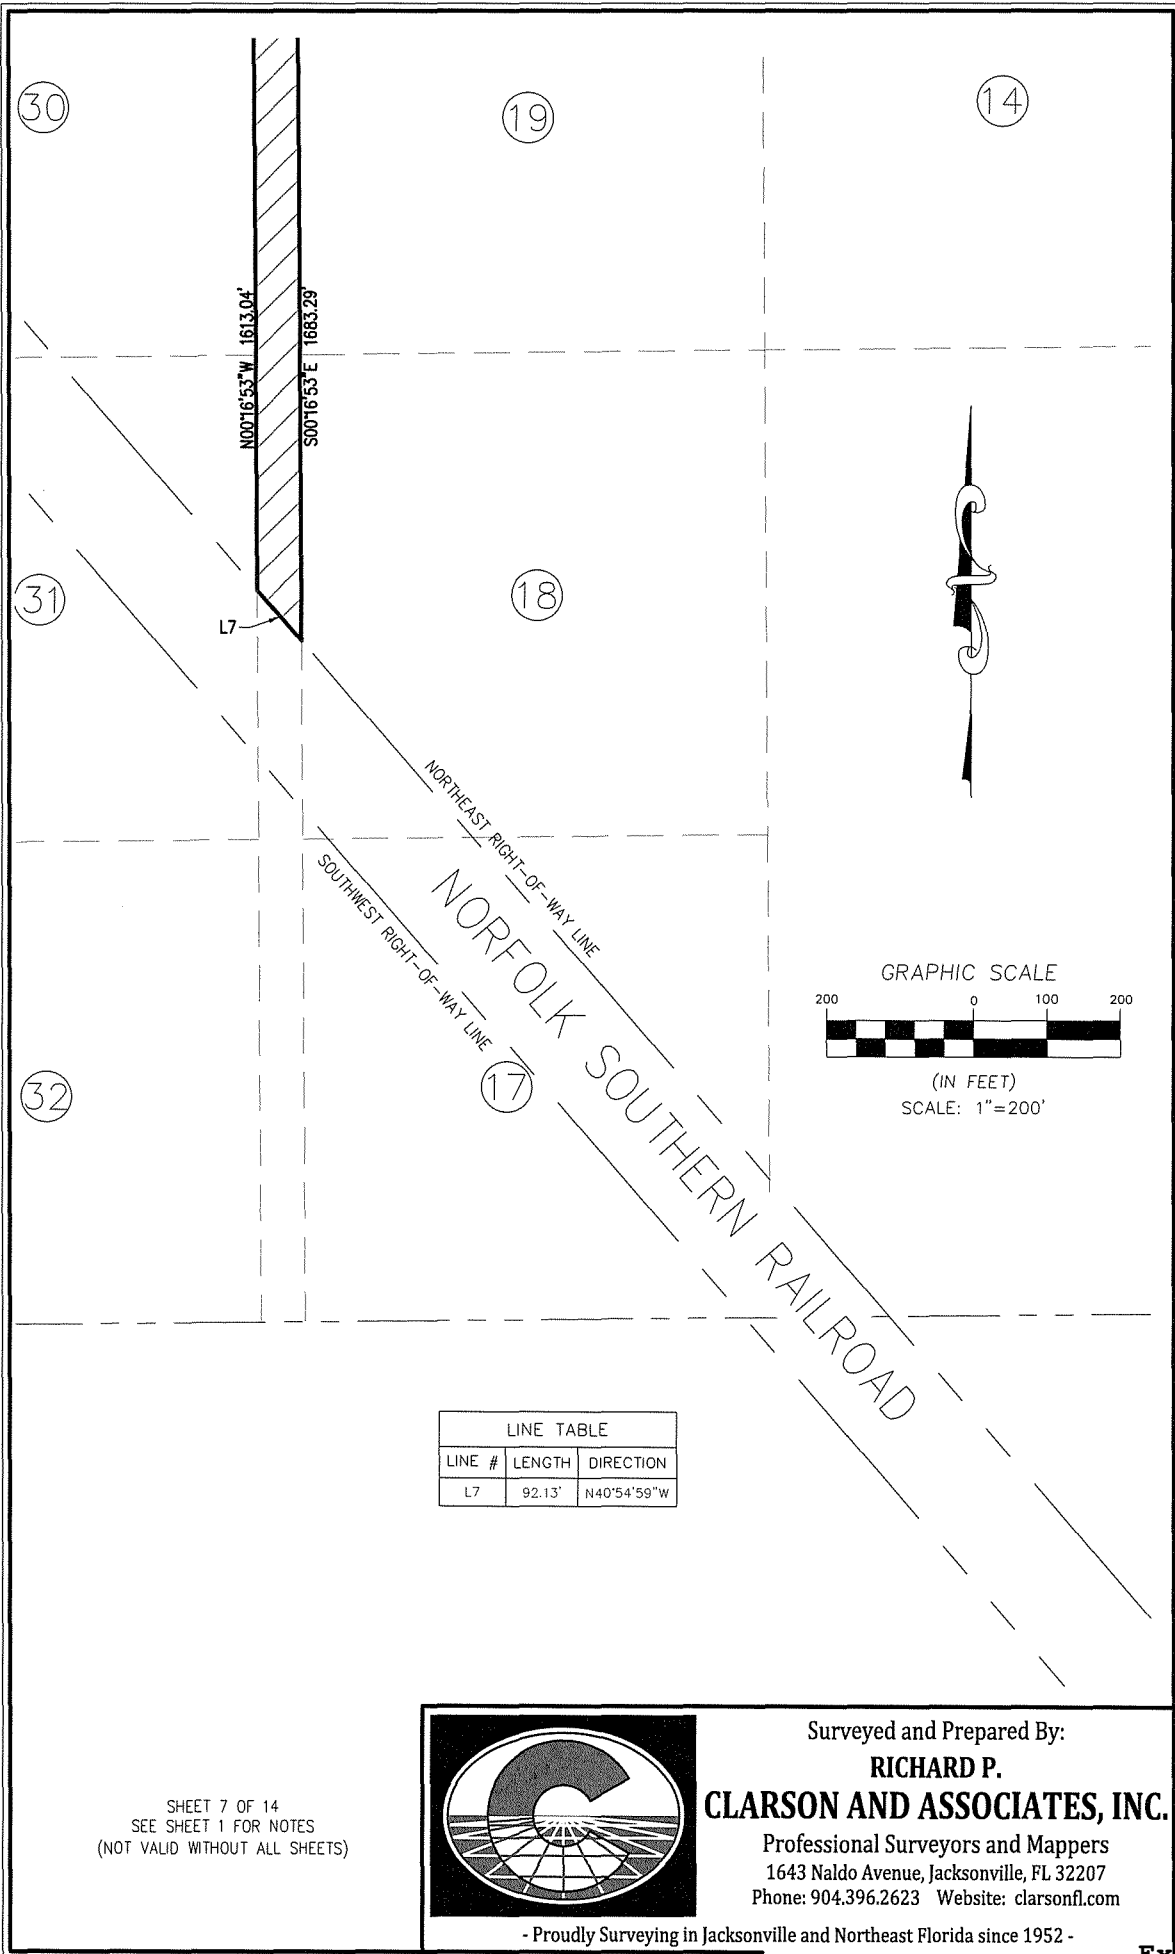 30
19
14
N00°16'53"W 1613.04'
S00°16'53"E 1683.29'
31
18
L7
NORTHEAST RIGHT-OF-WAY LINE
SOUTHWEST RIGHT-OF-WAY LINE
NORFOLK SOUTHERN RAILROAD
GRAPHIC SCALE
200 0 100 200
(IN FEET)
SCALE: 1"=200'
32
17
LINE TABLE
LINE # LENGTH DIRECTION
L7 92.13' N40°54'59"W
SHEET 7 OF 14
SEE SHEET 1 FOR NOTES
(NOT VALID WITHOUT ALL SHEETS)
Surveyed and Prepared By:
RICHARD P.
CLARSON AND ASSOCIATES, INC.
Professional Surveyors and Mappers
1643 Naldo Avenue, Jacksonville, FL 32207
Phone: 904.396.2623 Website: clarsonfl.com
- Proudly Surveying in Jacksonville and Northeast Florida since 1952 -